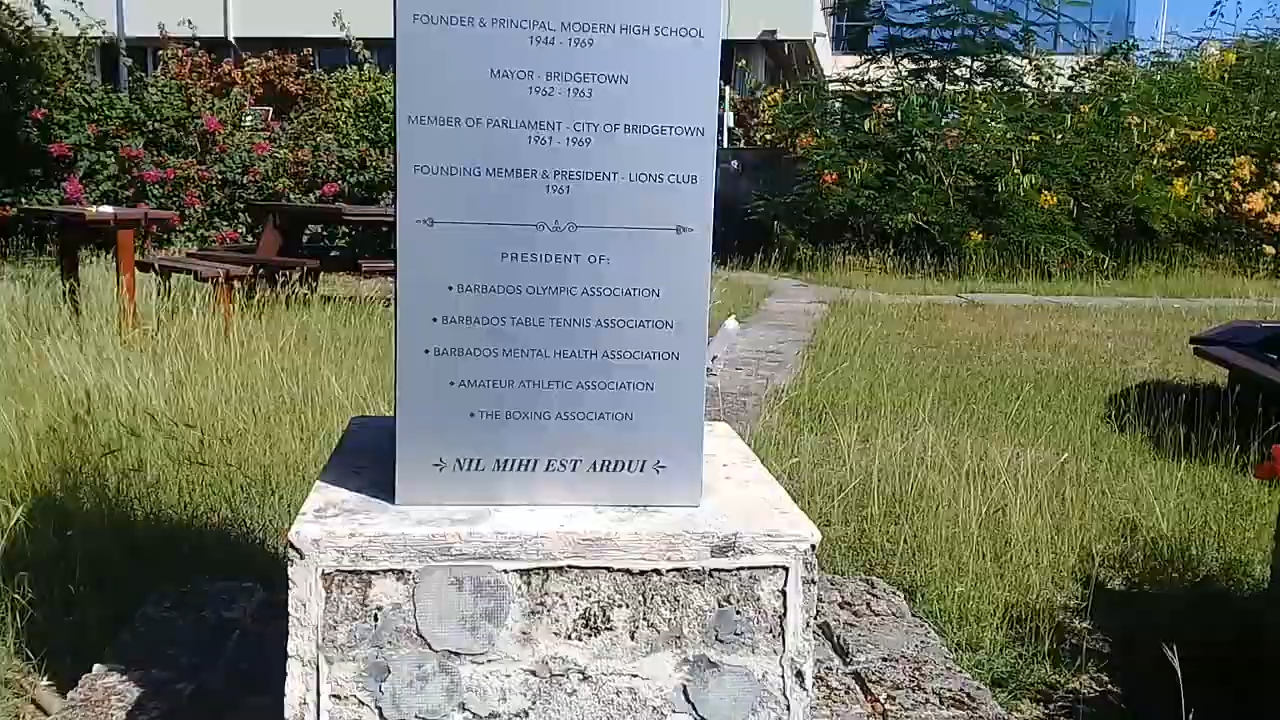 FOUNDER & PRINCIPAL, MODERN HIGH SCHOOL
1944 - 1969
MAYOR - BRIDGETOWN
1962 - 1963
MEMBER OF PARLIAMENT - CITY OF BRIDGETOWN
1961 - 1969
FOUNDING MEMBER & PRESIDENT - LIONS CLUB
1961
PRESIDENT OF:
• BARBADOS OLYMPIC ASSOCIATION
• BARBADOS TABLE TENNIS ASSOCIATION
• BARBADOS MENTAL HEALTH ASSOCIATION
• AMATEUR ATHLETIC ASSOCIATION
• THE BOXING ASSOCIATION
NIL MIHI EST ARDUI